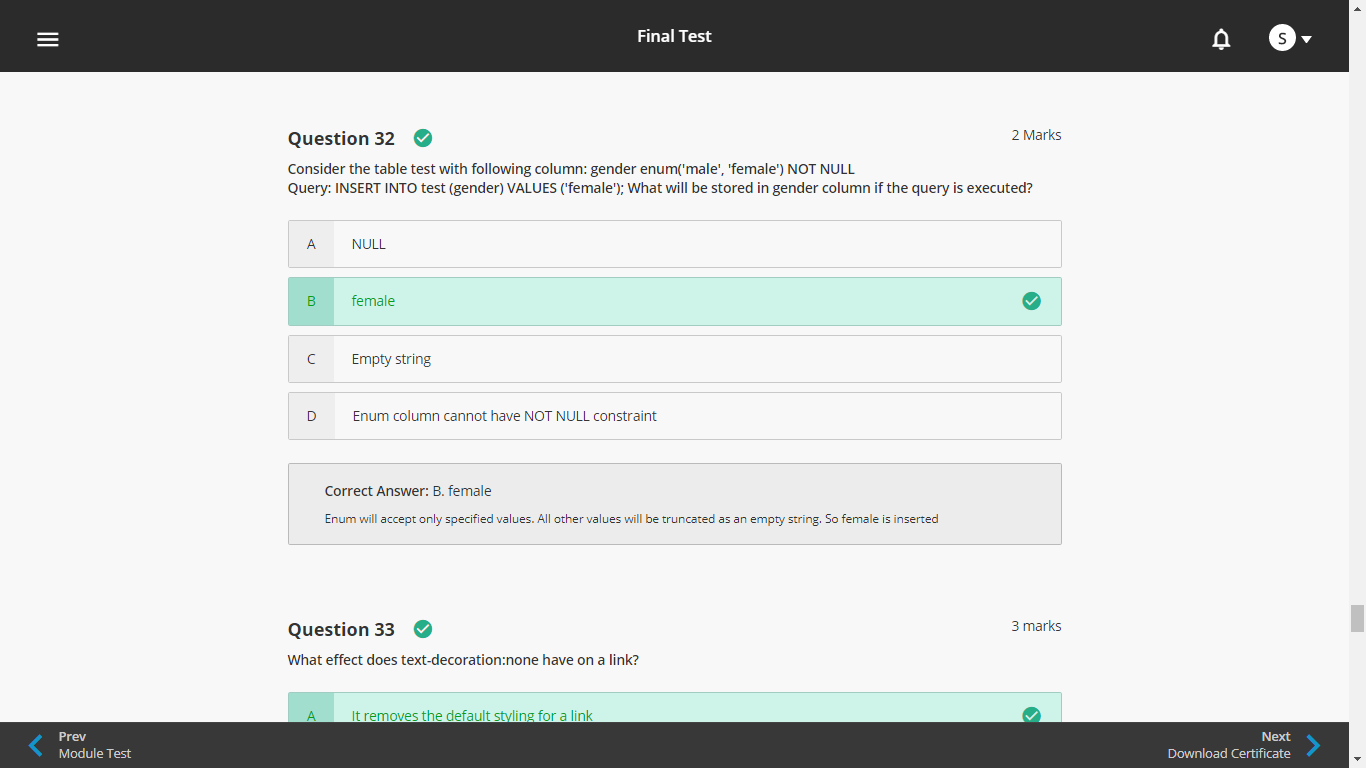 Final Test
S
Question 32
2 Marks
Consider the table test with following column: gender enum('male', 'female') NOT NULL
Query: INSERT INTO test (gender) VALUES ('female'); What will be stored in gender column if the query is executed?
A NULL
B female
C Empty string
D Enum column cannot have NOT NULL constraint
Correct Answer: B. female
Enum will accept only specified values. All other values will be truncated as an empty string. So female is inserted
Question 33
3 marks
What effect does text-decoration:none have on a link?
A It removes the default styling for a link
Prev
Module Test
Next
Download Certificate